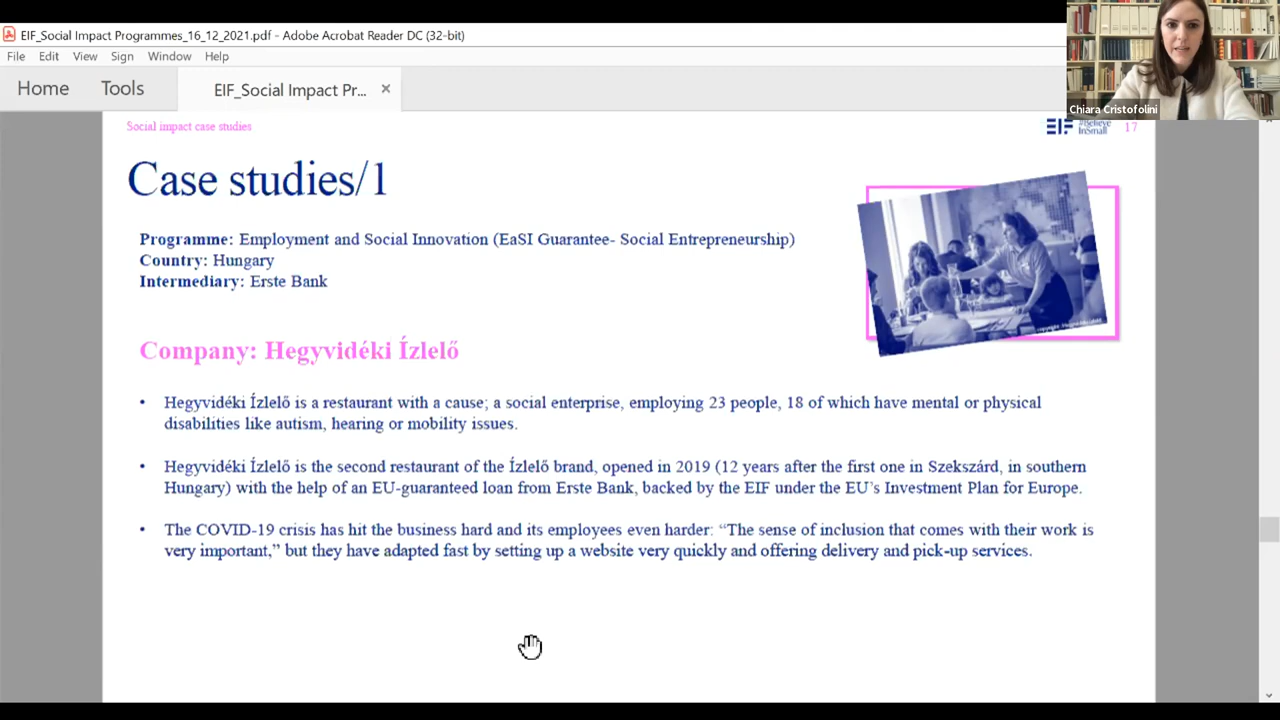 EIF_Social Impact Programmes_16_12_2021.pdf - Adobe Acrobat Reader DC (32-bit)
File Edit View Sign Window Help
Home Tools EIF_Social Impact Pr... ×
Chiara Cristofolini
Social impact case studies
EIF #Believe InSmall 17
Case studies/1
Programme: Employment and Social Innovation (EaSI Guarantee- Social Entrepreneurship)
Country: Hungary
Intermediary: Erste Bank
Company: Hegyvidéki Ízlelő
• Hegyvidéki Ízlelő is a restaurant with a cause; a social enterprise, employing 23 people, 18 of which have mental or physical
disabilities like autism, hearing or mobility issues.
• Hegyvidéki Ízlelő is the second restaurant of the Ízlelő brand, opened in 2019 (12 years after the first one in Szekszárd, in southern
Hungary) with the help of an EU-guaranteed loan from Erste Bank, backed by the EIF under the EU’s Investment Plan for Europe.
• The COVID-19 crisis has hit the business hard and its employees even harder: “The sense of inclusion that comes with their work is
very important,” but they have adapted fast by setting up a website very quickly and offering delivery and pick-up services.